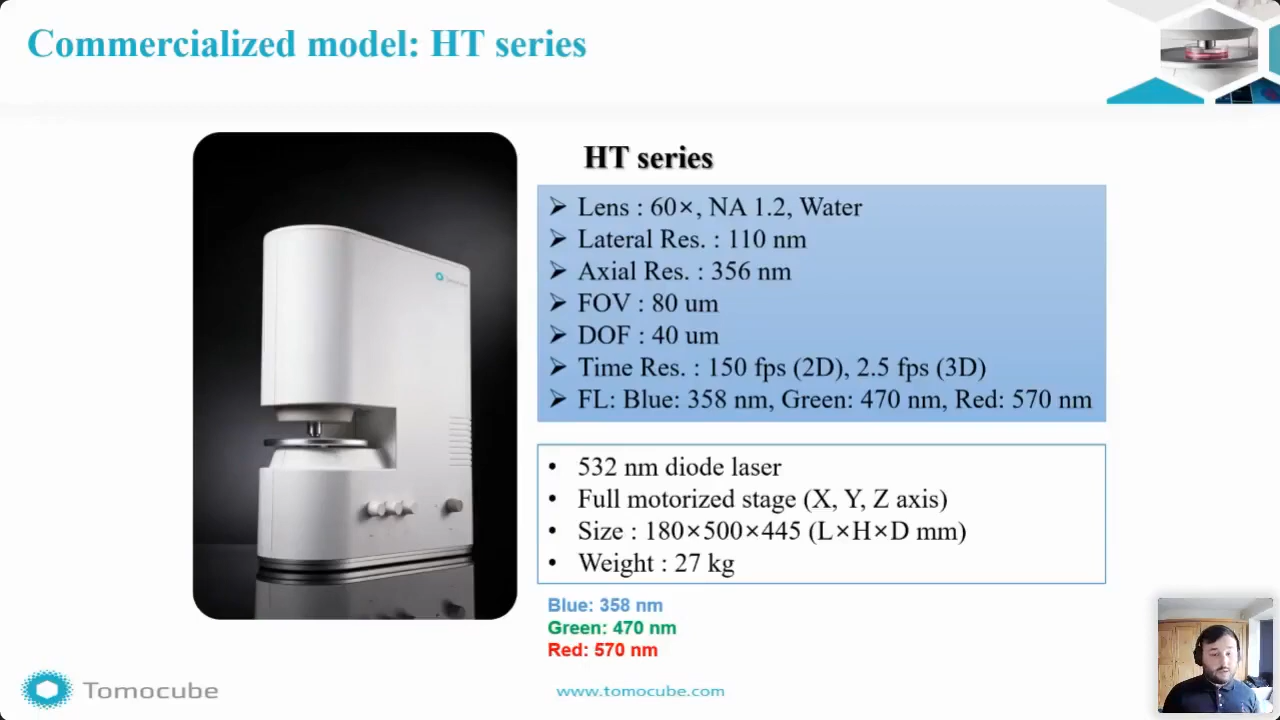 Commercialized model: HT series
HT series
➢ Lens : 60×, NA 1.2, Water
➢ Lateral Res. : 110 nm
➢ Axial Res. : 356 nm
➢ FOV : 80 um
➢ DOF : 40 um
➢ Time Res. : 150 fps (2D), 2.5 fps (3D)
➢ FL: Blue: 358 nm, Green: 470 nm, Red: 570 nm
• 532 nm diode laser
• Full motorized stage (X, Y, Z axis)
• Size : 180×500×445 (L×H×D mm)
• Weight : 27 kg
Blue: 358 nm
Green: 470 nm
Red: 570 nm
Tomocube
Tomocube
www.tomocube.com